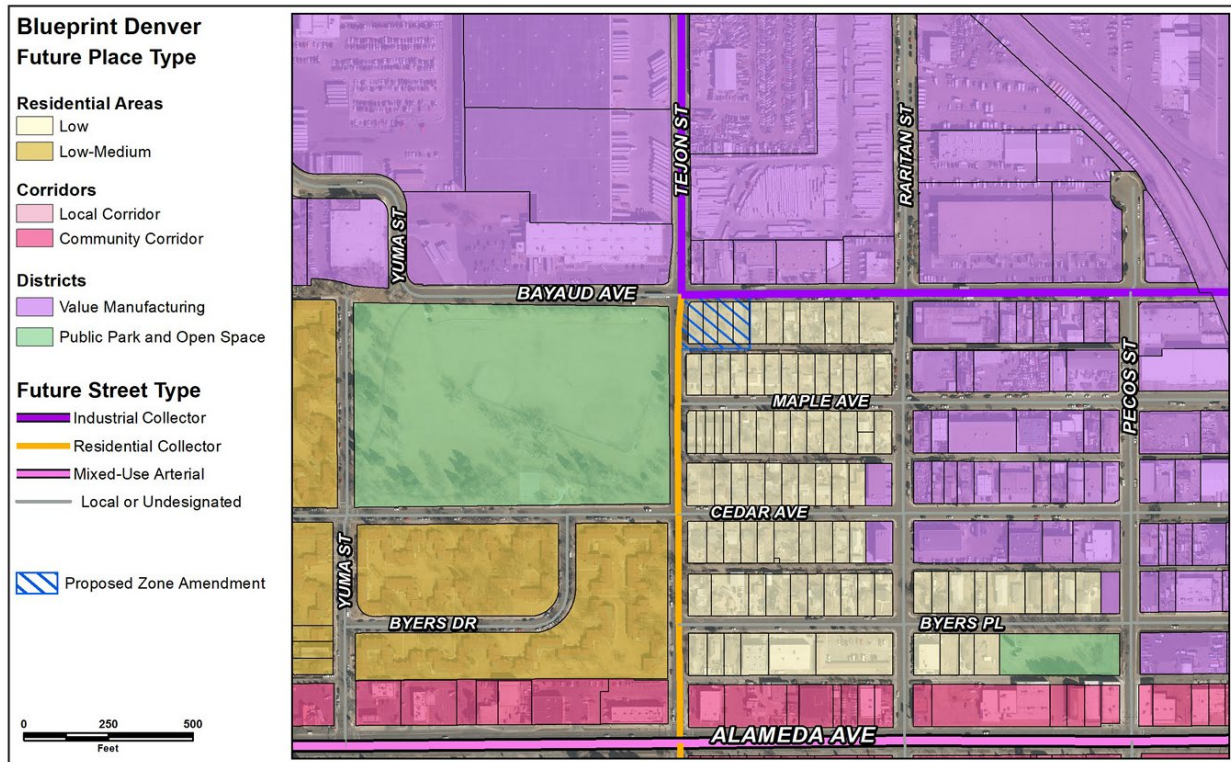 Blueprint Denver
Future Place Type
Residential Areas
Low
Low-Medium
Corridors
Local Corridor
Community Corridor
Districts
Value Manufacturing
Public Park and Open Space
Future Street Type
Industrial Collector
Residential Collector
Mixed-Use Arterial
Local or Undesignated
Proposed Zone Amendment
0 250 500
Feet
TEJON ST
RARITAN ST
YUMA ST
BAYAUD AVE
PECOS ST
MAPLE AVE
CEDAR AVE
YUMA ST
BYERS DR
BYERS PL
ALAMEDA AVE